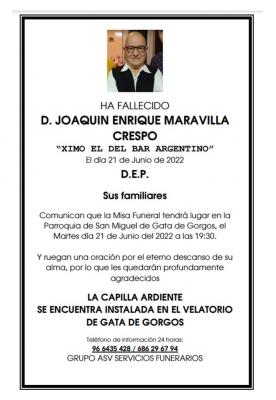 HA FALLECIDO
D. JOAQUIN ENRIQUE MARAVILLA
CRESPO
"XIMO EL DEL BAR ARGENTINO"
El día 21 de Junio de 2022
D.E.P.
Sus familiares
Comunican que la Misa Funeral tendrá lugar en la
Parroquia de San Miguel de Gata de Gorgos, el
Martes día 21 de Junio del 2022 a las 19:30.
Y ruegan una oración por el eterno descanso de su
alma, por lo que les quedarán profundamente
agradecidos
LA CAPILLA ARDIENTE
SE ENCUENTRA INSTALADA EN EL VELATORIO
DE GATA DE GORGOS
Teléfono de información 24 horas:
96 6435 428 / 686 29 67 94
GRUPO ASV SERVICIOS FUNERARIOS